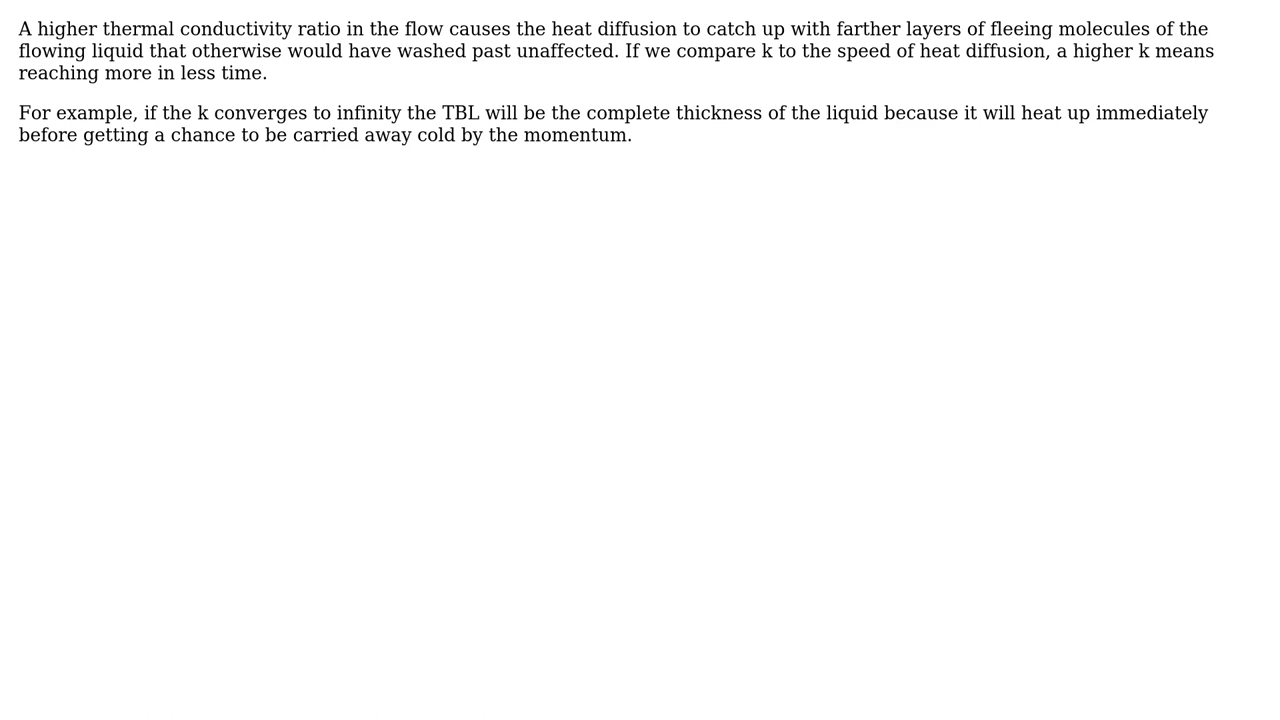 A higher thermal conductivity ratio in the flow causes the heat diffusion to catch up with farther layers of fleeing molecules of the
flowing liquid that otherwise would have washed past unaffected. If we compare k to the speed of heat diffusion, a higher k means
reaching more in less time.
For example, if the k converges to infinity the TBL will be the complete thickness of the liquid because it will heat up immediately
before getting a chance to be carried away cold by the momentum.